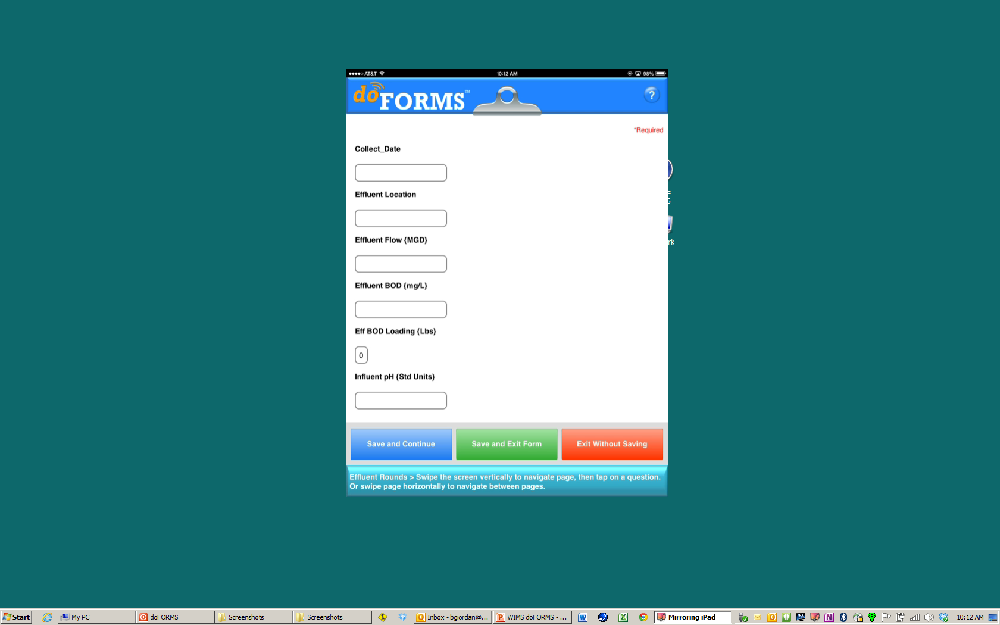 AT&T
10:12 AM
98%
doFORMS™
?
*Required
Collect_Date
Effluent Location
Effluent Flow {MGD}
Effluent BOD {mg/L}
Eff BOD Loading {Lbs}
0
Influent pH {Std Units}
E
S
rk
Save and Continue
Save and Exit Form
Exit Without Saving
Effluent Rounds > Swipe the screen vertically to navigate page, then tap on a question.
Or swipe page horizontally to navigate between pages.
Start
My PC
doFORMS
Screenshots
Screenshots
Inbox - bgiordan@...
WIMS doFORMS - ...
Mirroring iPad
10:12 AM